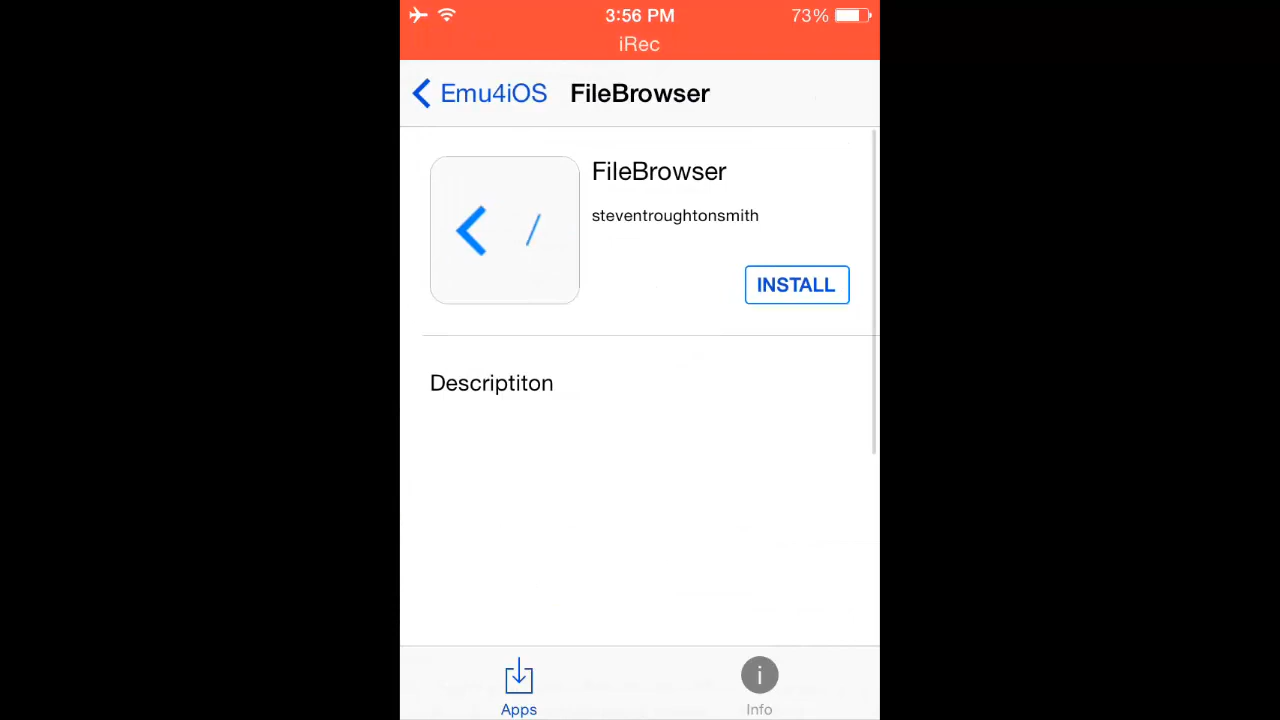 3:56 PM
73%
iRec
Emu4iOS
FileBrowser
FileBrowser
steventroughtonsmith
INSTALL
Descriptiton
Apps
Info